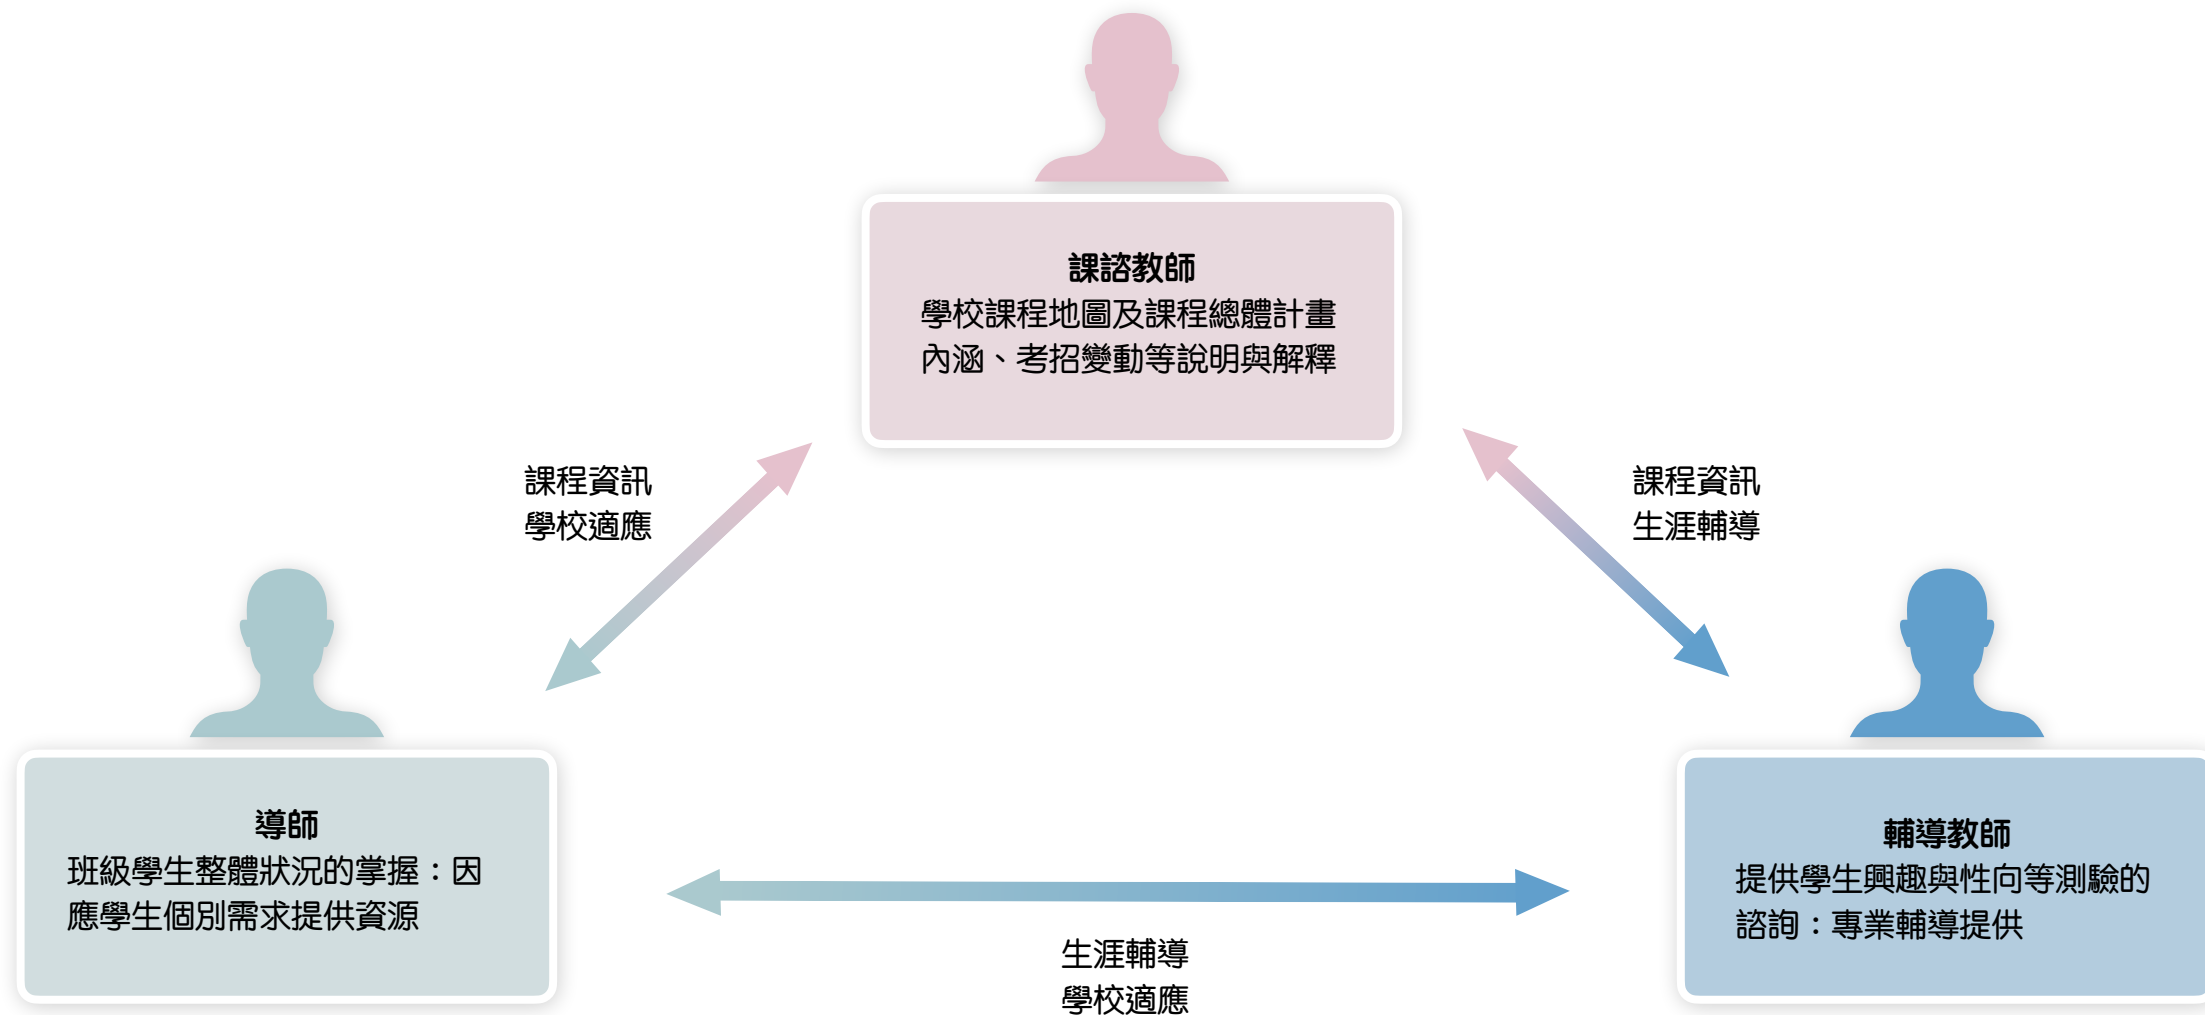 課諮教師
學校課程地圖及課程總體計畫
內涵、考招變動等說明與解釋
課程資訊
學校適應
課程資訊
生涯輔導
導師
班級學生整體狀況的掌握：因
應學生個別需求提供資源
輔導教師
提供學生興趣與性向等測驗的
諮詢：專業輔導提供
生涯輔導
學校適應